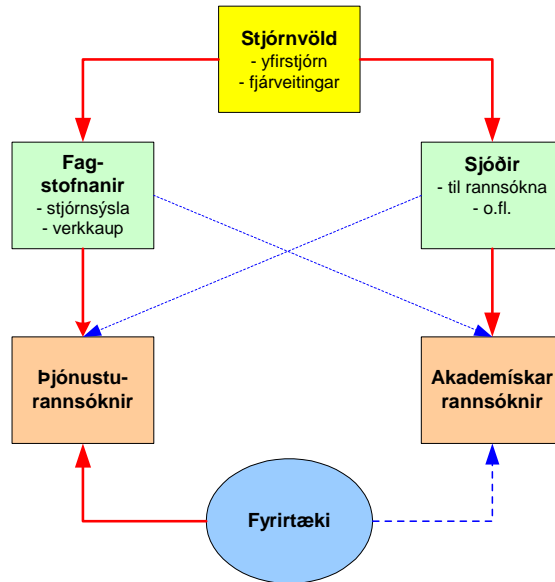 Stjórnvöld
- yfirstjórn
- fjárveitingar
Fag-
stofnanir
- stjórnsýsla
- verkkaup
Sjóðir
- til rannsókna
- o.fl.
Þjónustu-
rannsóknir
Akademískar
rannsóknir
Fyrirtæki